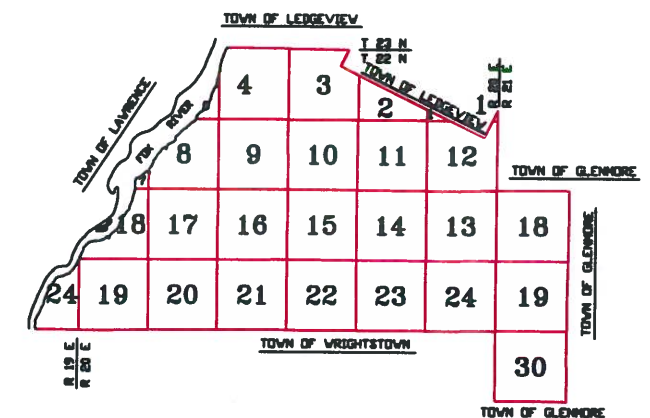 TOWN OF LEDGEVIEW
T 23 N
T 22 N
TOWN OF LEDGEVIEW
R 20 E
R 21 E
TOWN OF LAWRENCE
FOX RIVER
4 3 2 1
8 9 10 11 12
TOWN OF GLENMORE
18 17 16 15 14 13 18
TOWN OF GLENMORE
24 19 20 21 22 23 24 19
R 19 E
R 20 E
TOWN OF WRIGHTSTOWN
30
TOWN OF GLENMORE